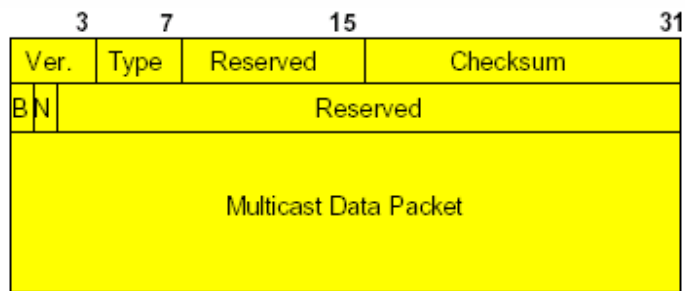 3 7 15 31
Ver. Type Reserved Checksum
B N Reserved
Multicast Data Packet